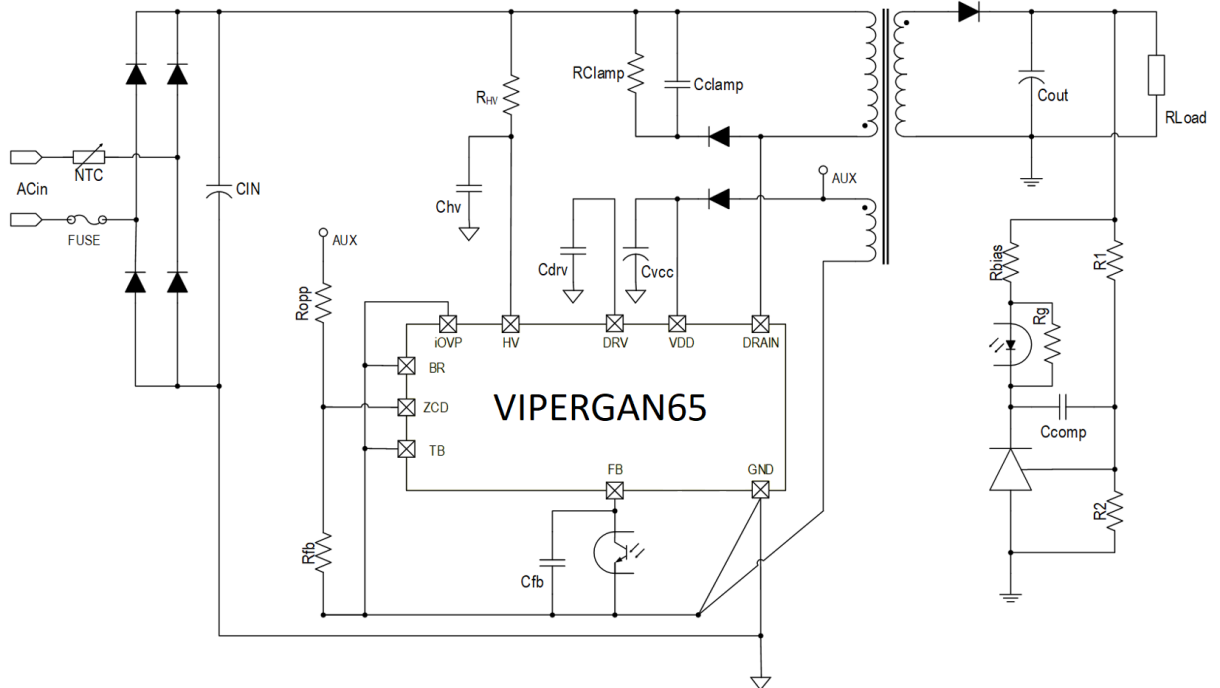 RClamp
Cclamp
RHV
Cout
RLoad
NTC
ACin
CIN
AUX
Chv
FUSE
AUX
Cdrv
Cvcc
Rbias
R1
Ropp
Rg
iOVP
HV
DRV
VDD
DRAIN
BR
ZCD
VIPERGAN65
Ccomp
TB
FB
GND
R2
Rfb
Cfb